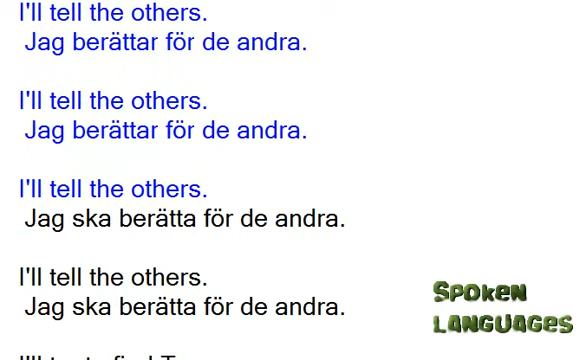 I'll tell the others.
Jag berättar för de andra.
I'll tell the others.
Jag berättar för de andra.
I'll tell the others.
Jag ska berätta för de andra.
I'll tell the others.
Jag ska berätta för de andra.
SPOKEN
LANGUAGES